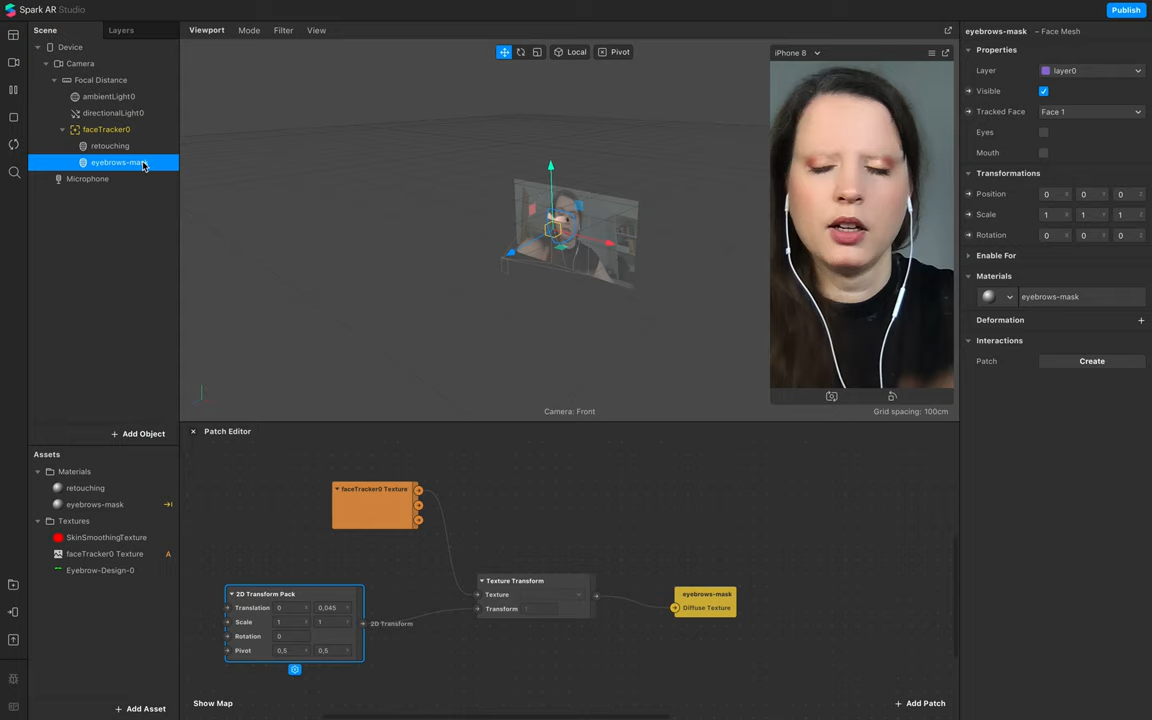 Spark AR Studio
Publish
Scene
Layers
Device
Camera
Focal Distance
ambientLight0
directionalLight0
faceTracker0
retouching
eyebrows-mask
Microphone
+ Add Object
Assets
Materials
retouching
eyebrows-mask
Textures
SkinSmoothingTexture
faceTracker0 Texture A
Eyebrow-Design-0
+ Add Asset
Viewport Mode Filter View
Local
Pivot
iPhone 8
Camera: Front
Grid spacing: 100cm
Patch Editor
faceTracker0 Texture
2D Transform Pack
Translation 0 0,045
Scale 1 1
Rotation 0
Pivot 0,5 0,5
2D Transform
Texture Transform
Texture
Transform
eyebrows-mask
Diffuse Texture
Show Map
+ Add Patch
eyebrows-mask – Face Mesh
Properties
Layer layer0
Visible
Tracked Face Face 1
Eyes
Mouth
Transformations
Position 0 0 0
Scale 1 1 1
Rotation 0 0 0
Enable For
Materials
eyebrows-mask
Deformation +
Interactions
Patch Create